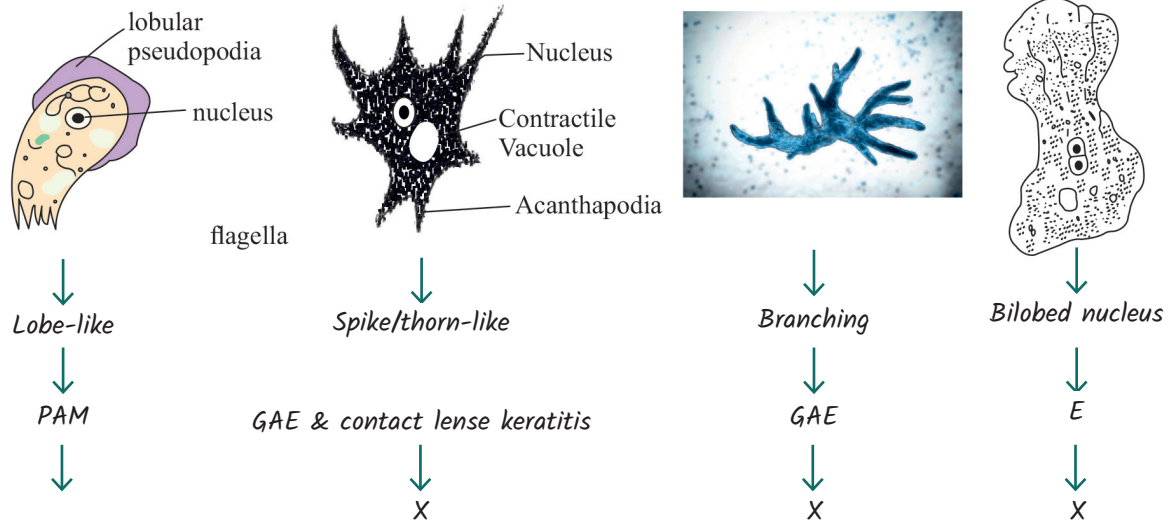 lobular
pseudopodia
nucleus
flagella
Nucleus
Contractile
Vacuole
Acanthapodia
Lobe-like
Spike/thorn-like
Branching
Bilobed nucleus
PAM
GAE & contact lense keratitis
GAE
E
X
X
X